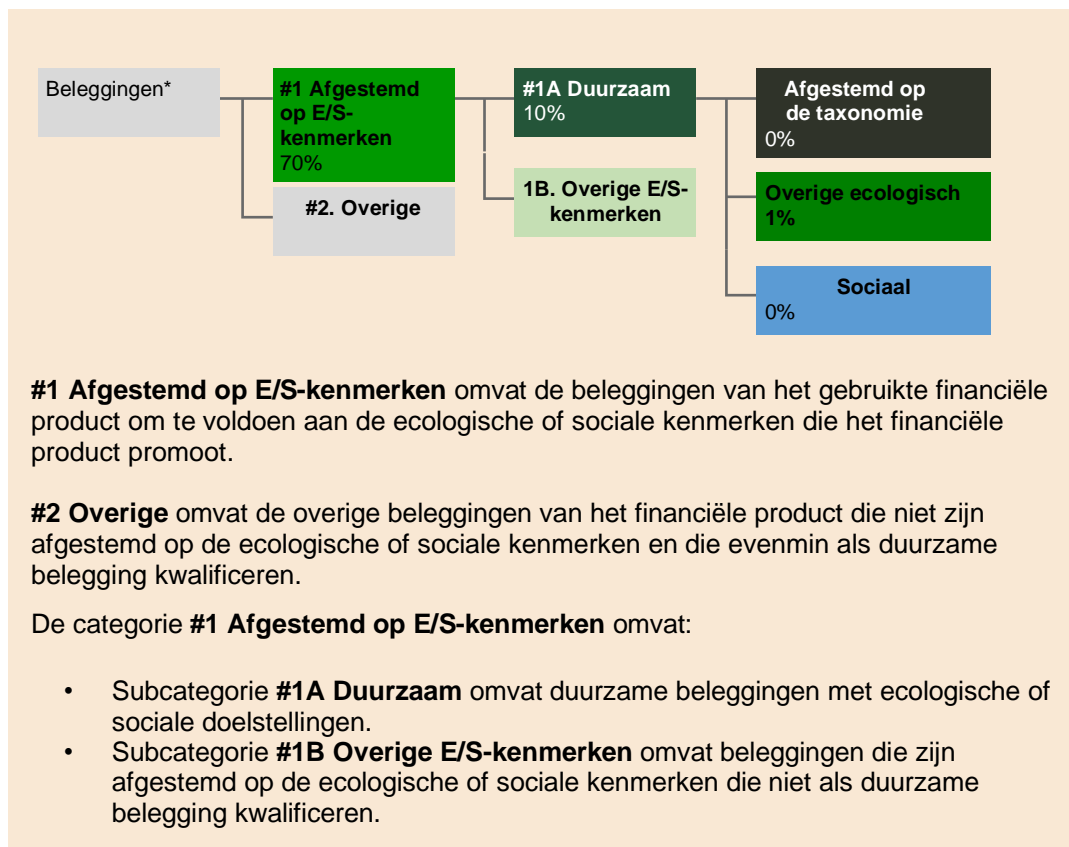 Beleggingen*
#1 Afgestemd
op E/S-
kenmerken
70%
#2. Overige
#1A Duurzaam
10%
1B. Overige E/S-
kenmerken
Afgestemd op
de taxonomie
0%
Overige ecologisch
1%
Sociaal
0%
#1 Afgestemd op E/S-kenmerken omvat de beleggingen van het gebruikte financiële
product om te voldoen aan de ecologische of sociale kenmerken die het financiële
product promoot.
#2 Overige omvat de overige beleggingen van het financiële product die niet zijn
afgestemd op de ecologische of sociale kenmerken en die evenmin als duurzame
belegging kwalificeren.
De categorie #1 Afgestemd op E/S-kenmerken omvat:
• Subcategorie #1A Duurzaam omvat duurzame beleggingen met ecologische of
sociale doelstellingen.
• Subcategorie #1B Overige E/S-kenmerken omvat beleggingen die zijn
afgestemd op de ecologische of sociale kenmerken die niet als duurzame
belegging kwalificeren.